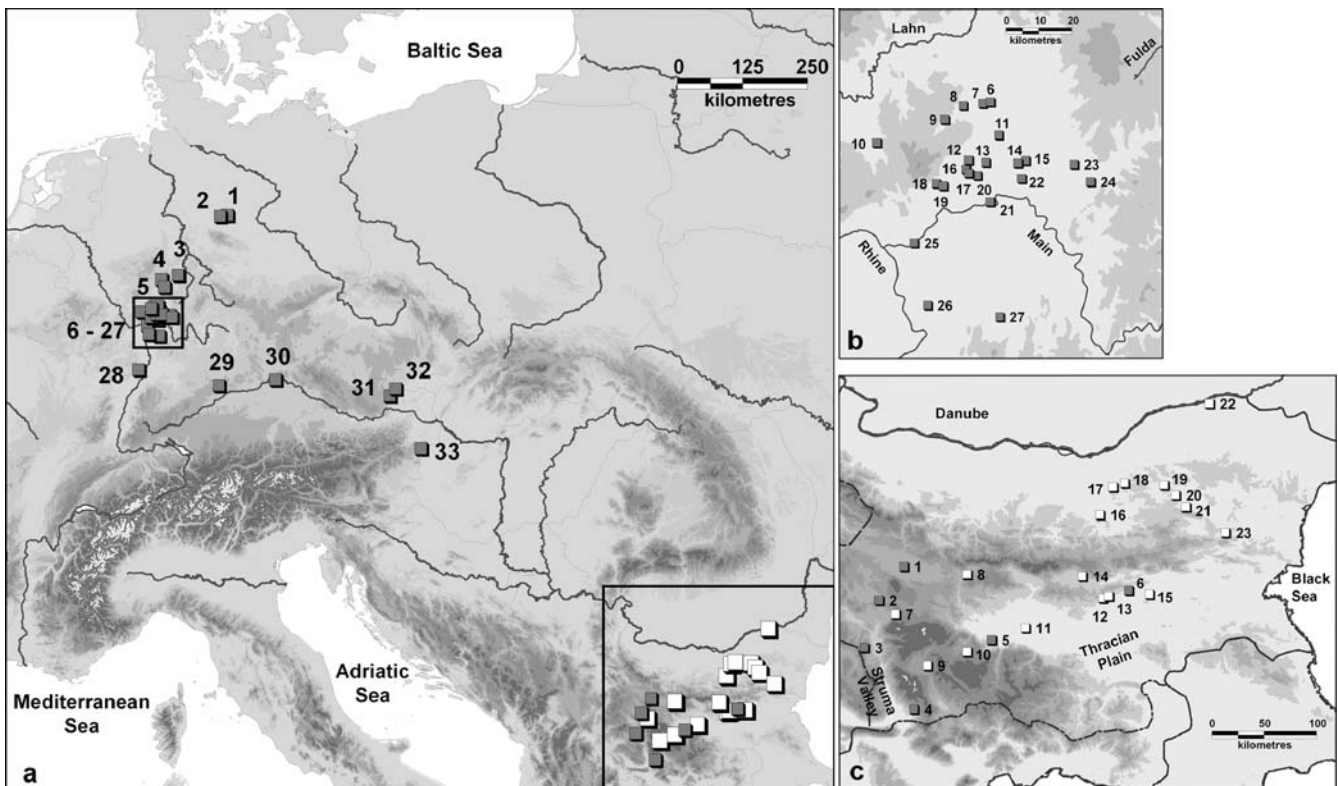 Baltic Sea
0 125 250
kilometres
2 1
4 3
5
6 - 27
28
29
30
31
32
33
Mediterranean
Sea
Adriatic
Sea
a
Lahn
0 10 20
kilometres
Fulda
8 7 6
9
11
10
12 13 14 15
23
16
24
18 17 20 22
19
21
Main
25
Rhine
26
27
b
22
Danube
17 18 19
20
21
16
23
1
8
14
Black
Sea
2
6
7
12 13 15
11
5
Thracian
Plain
3
10
9
Struma
Valley
4
0 50 100
kilometres
c